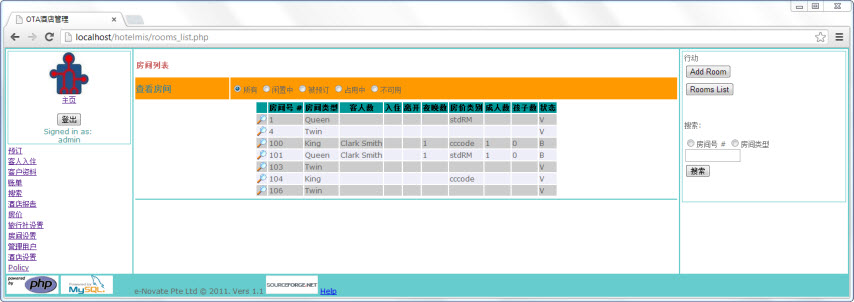 OTA酒店管理
localhost/hotelmis/rooms_list.php
主页
登出
Signed in as:
admin
预订
客人入住
客户资料
账单
搜索
酒店报告
房价
旅行社设置
房间设置
管理用户
酒店设置
Policy
房间列表
查看房间 所有 闲置中 被预订 占用中 不可用
房间号 # 房间类型 客人数 入住 离开 套晚数 房价类别 成人数 孩子数 状态
1 Queen stdRM V
4 Twin V
100 King Clark Smith 1 cccode 1 0 B
101 Queen Clark Smith 1 stdRM 1 0 B
103 Twin V
104 King cccode V
106 Twin V
行动
Add Room
Rooms List
搜索:
房间号 # 房间类型
搜索
powered by php Powered by MySQL e-Novate Pte Ltd © 2011. Vers 1.1 SOURCEFORGE.NET Help